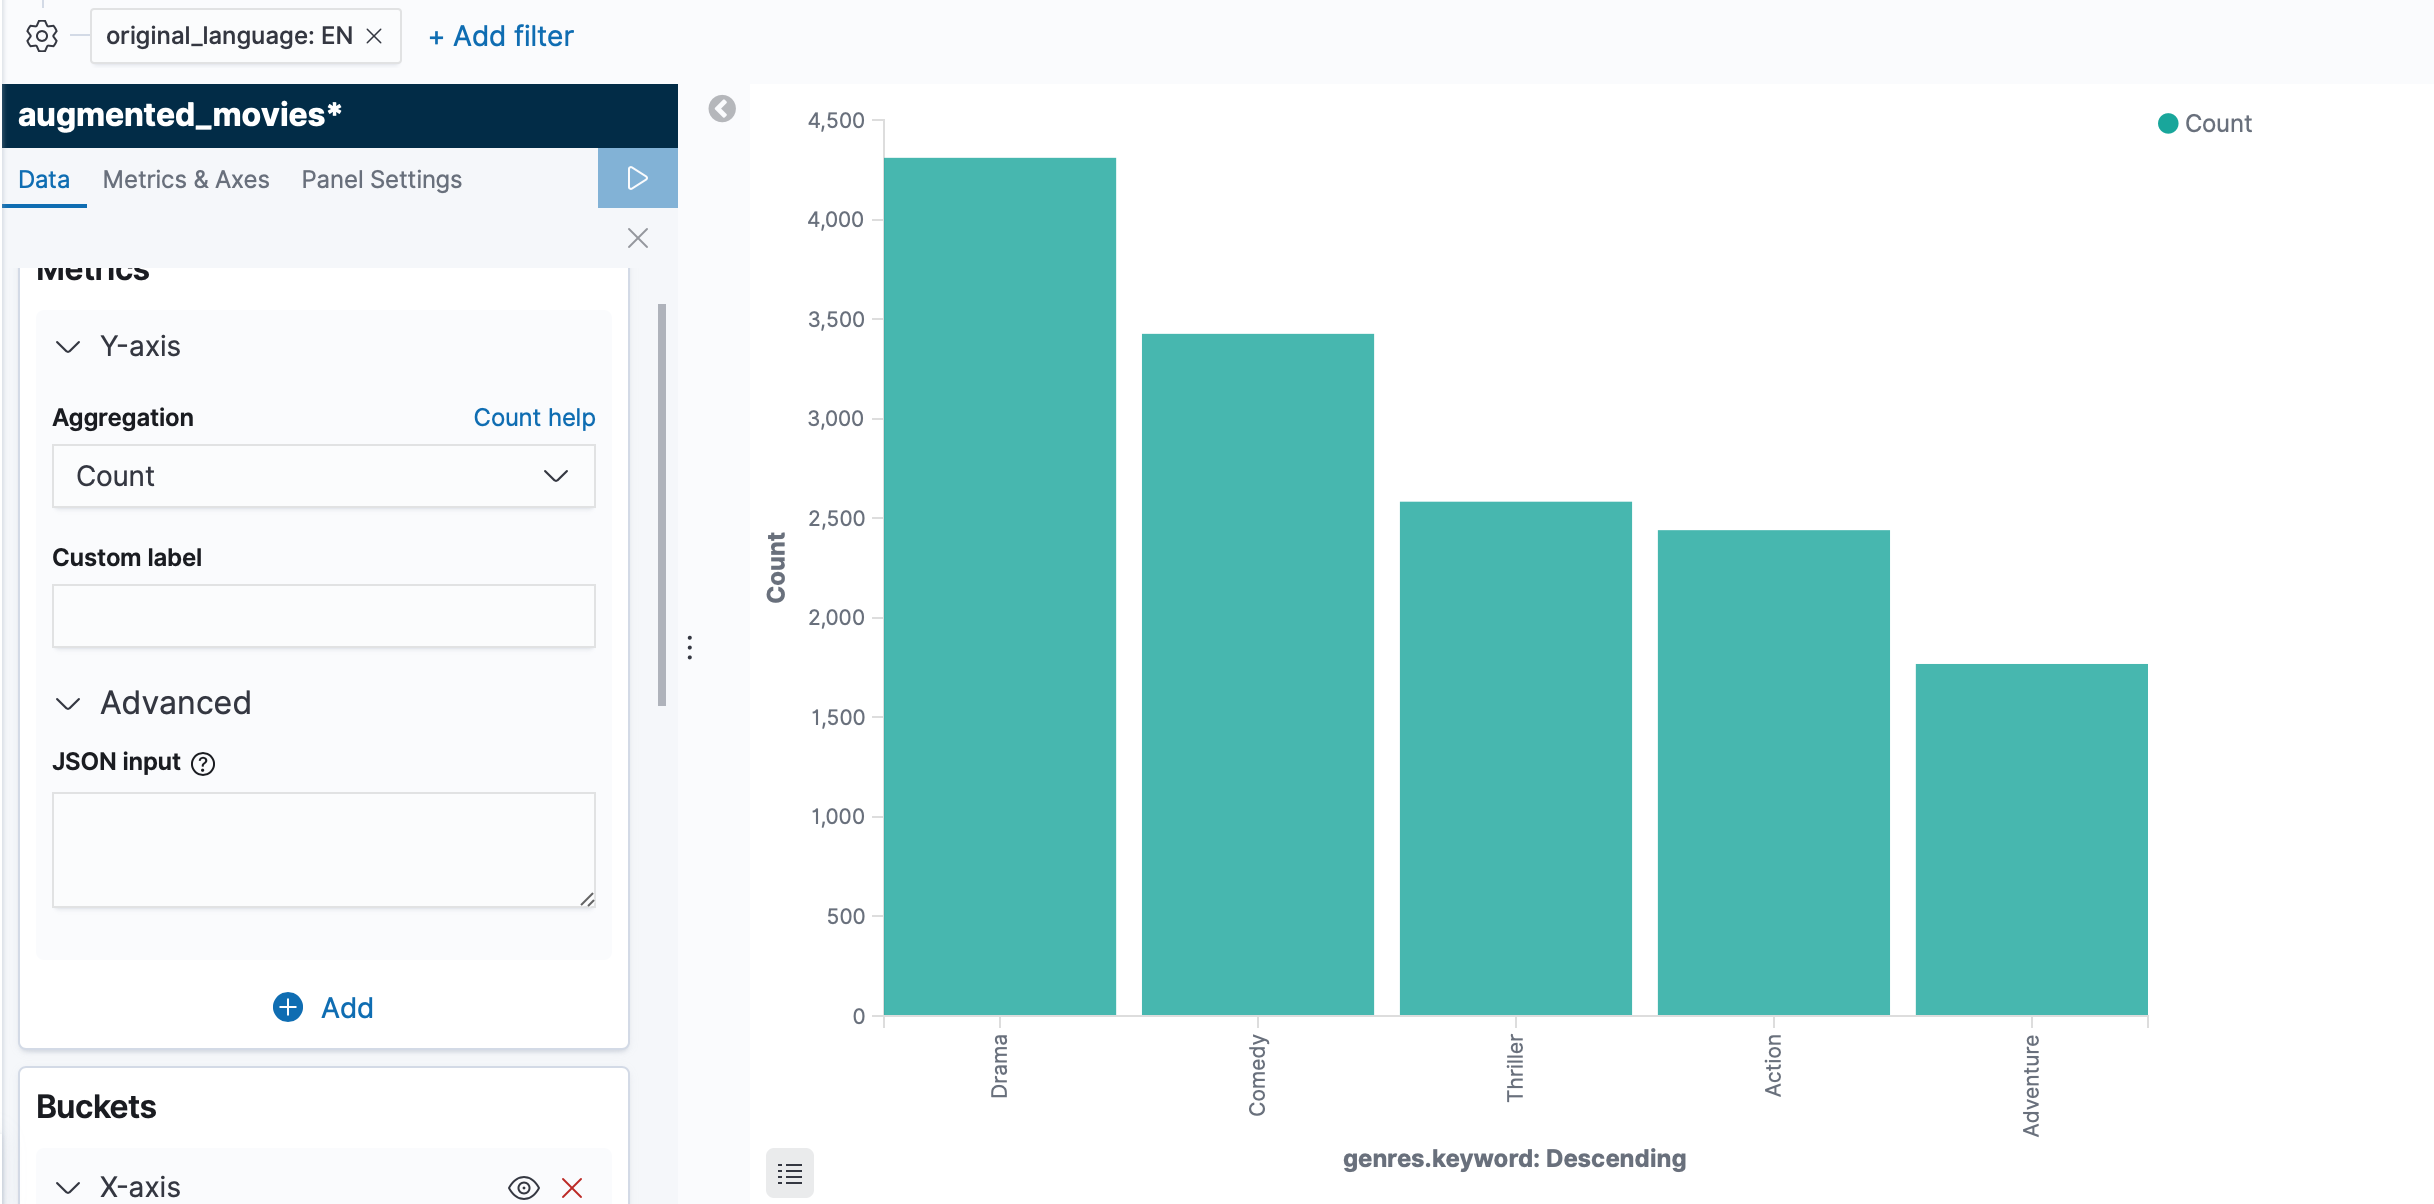 original_language: EN
+ Add filter
augmented_movies*
Data
Metrics & Axes
Panel Settings
Metrics
Y-axis
Aggregation
Count help
Count
Custom label
Advanced
JSON input
Add
Buckets
X-axis
4,500
4,000
3,500
3,000
2,500
2,000
1,500
1,000
500
0
Count
Drama
Comedy
Thriller
Action
Adventure
genres.keyword: Descending
Count